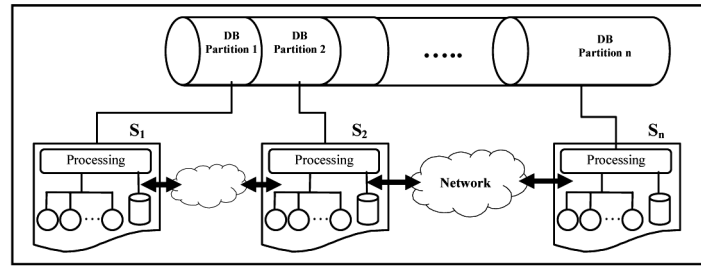 DB
Partition 1
DB
Partition 2
.....
DB
Partition n
S1
S2
Sn
Processing
...
Processing
...
Network
Processing
...